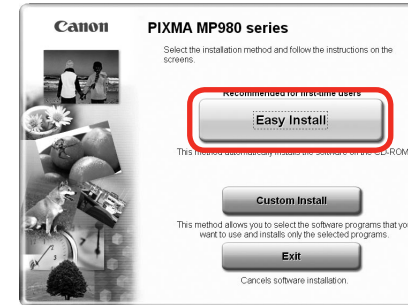 Canon
PIXMA MP980 series
Select the installation method and follow the instructions on the
screens.
Recommended for first-time users
Easy Install
This method automatically installs the software on the CD-ROM
Custom Install
This method allows you to select the software programs that you
want to use and installs only the selected programs.
Exit
Cancels software installation.